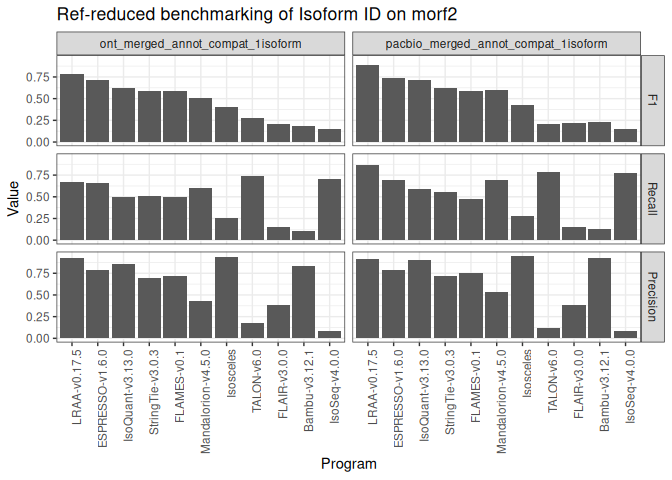 Ref-reduced benchmarking of Isoform ID on morf2
ont_merged_annot_compat_1isoform
pacbio_merged_annot_compat_1isoform
Value
0.75
0.50
0.25
0.00
F1
0.75
0.50
0.25
0.00
Recall
0.75
0.50
0.25
0.00
Precision
LRAA-v0.17.5
ESPRESSO-v1.6.0
IsoQuant-v3.13.0
StringTie-v3.0.3
FLAMES-v0.1
Mandalorion-v4.5.0
Isosceles
TALON-v6.0
FLAIR-v3.0.0
Bambu-v3.12.1
IsoSeq-v4.0.0
LRAA-v0.17.5
ESPRESSO-v1.6.0
IsoQuant-v3.13.0
StringTie-v3.0.3
FLAMES-v0.1
Mandalorion-v4.5.0
Isosceles
TALON-v6.0
FLAIR-v3.0.0
Bambu-v3.12.1
IsoSeq-v4.0.0
Program